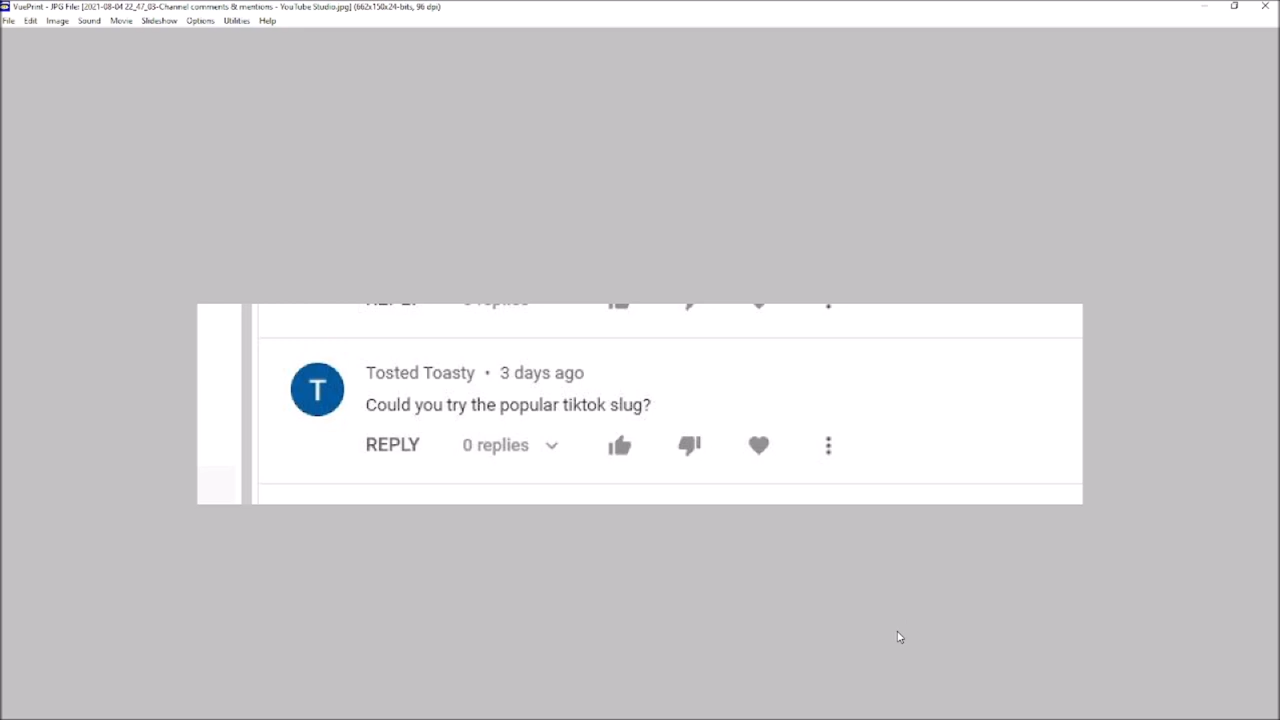 VuePrint - JPG File: [2021-08-04 22_47_03-Channel comments & mentions - YouTube Studio.jpg] (662x150x24-bits, 96 dpi)
File Edit Image Sound Movie Slideshow Options Utilities Help
REPLY replies
T Tosted Toasty • 3 days ago
Could you try the popular tiktok slug?
REPLY 0 replies